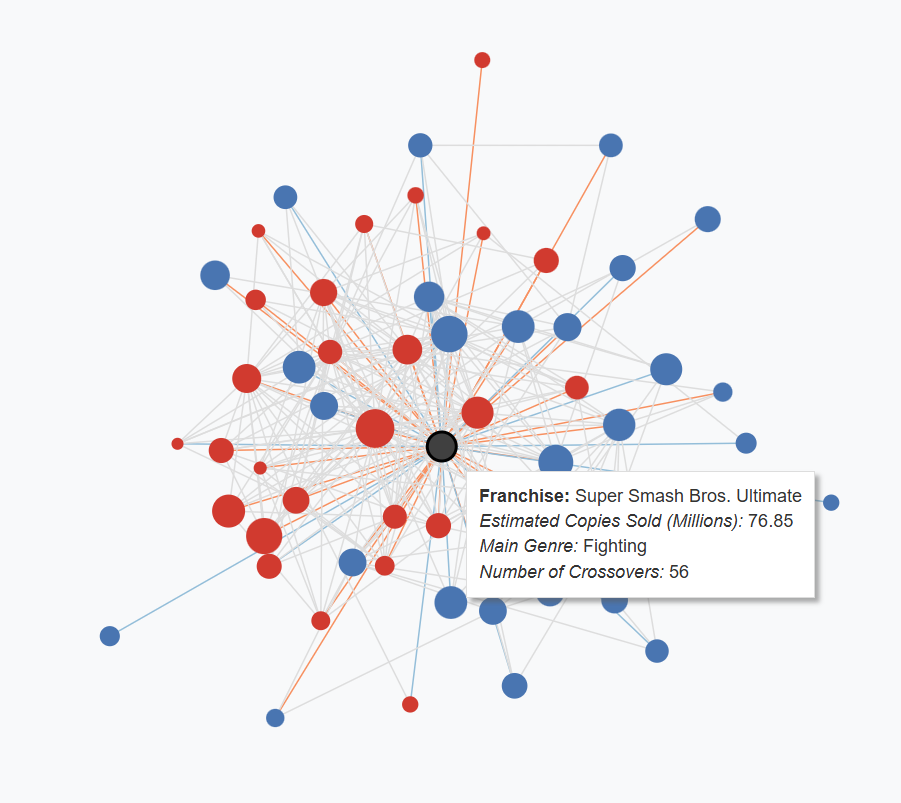 Franchise: Super Smash Bros. Ultimate
Estimated Copies Sold (Millions): 76.85
Main Genre: Fighting
Number of Crossovers: 56